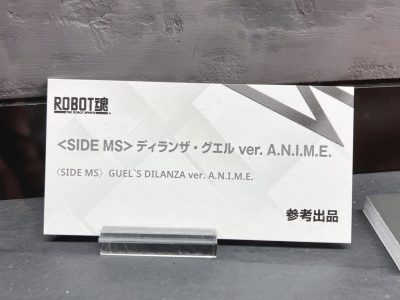 ROBOT魂
THE ROBOT SPIRITS
<SIDE MS> ディランザ・グエル ver. A.N.I.M.E.
〈SIDE MS〉 GUEL`S DILANZA ver. A.N.I.M.E.
参考出品